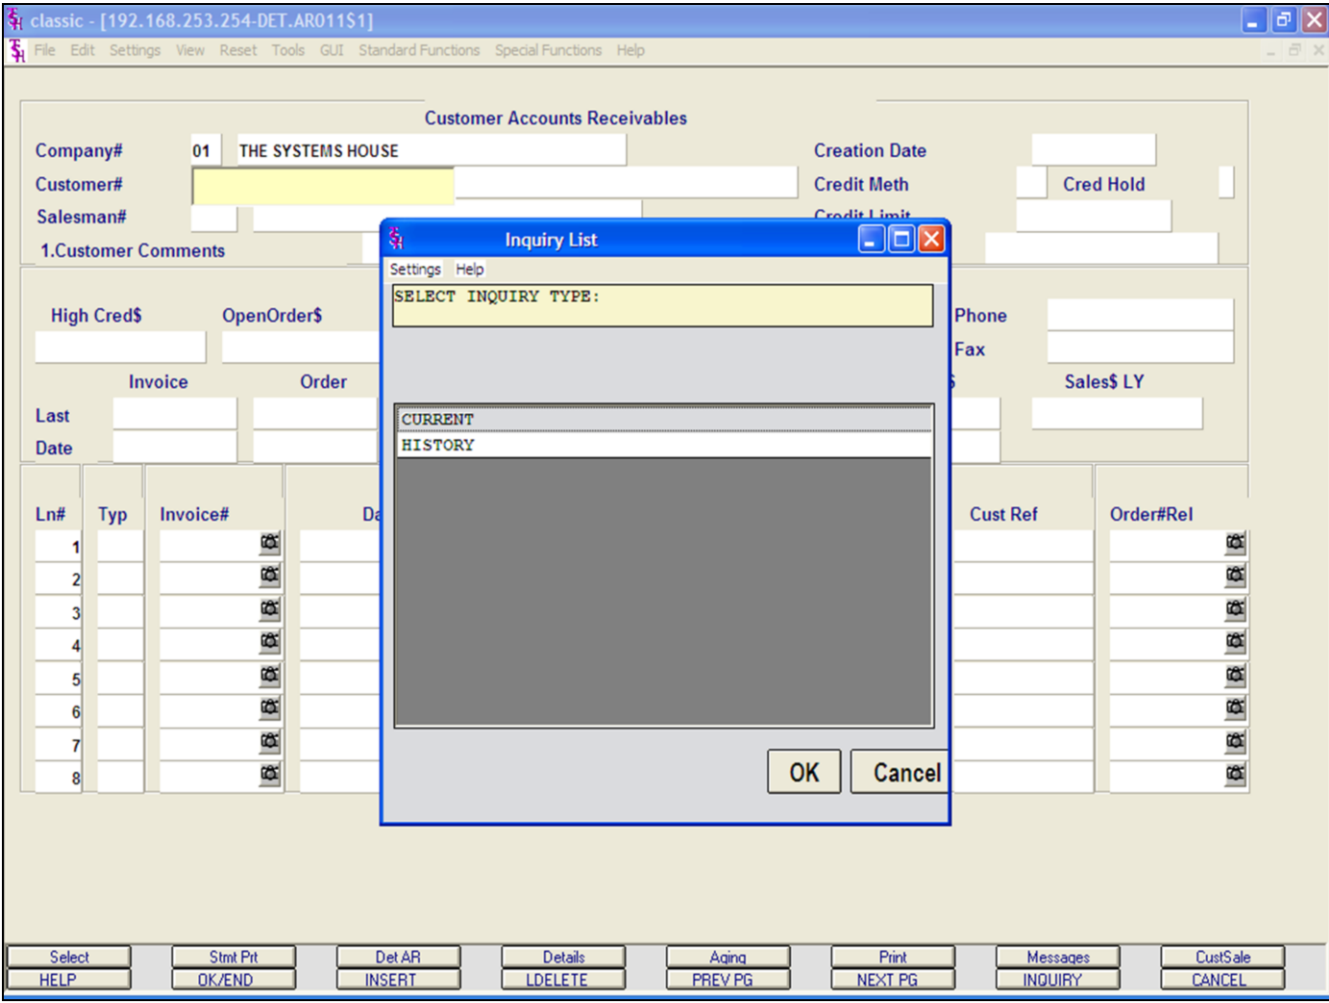 classic - [192.168.253.254-DET.AR011$1]
File Edit Settings View Reset Tools GUI Standard Functions Special Functions Help
Customer Accounts Receivables
Company# 01 THE SYSTEMS HOUSE Creation Date
Customer# Credit Meth Cred Hold
Salesman# Credit Limit
1.Customer Comments
Inquiry List
Settings Help
SELECT INQUIRY TYPE:
CURRENT
HISTORY
OK Cancel
High Cred$ OpenOrder$ Phone
Fax
Invoice Order $ Sales$ LY
Last
Date
Ln# Typ Invoice# Da Cust Ref Order#Rel
1
2
3
4
5
6
7
8
Select Stmt Prt Det AR Details Aging Print Messages CustSale
HELP OK/END INSERT LDELETE PREV PG NEXT PG INQUIRY CANCEL